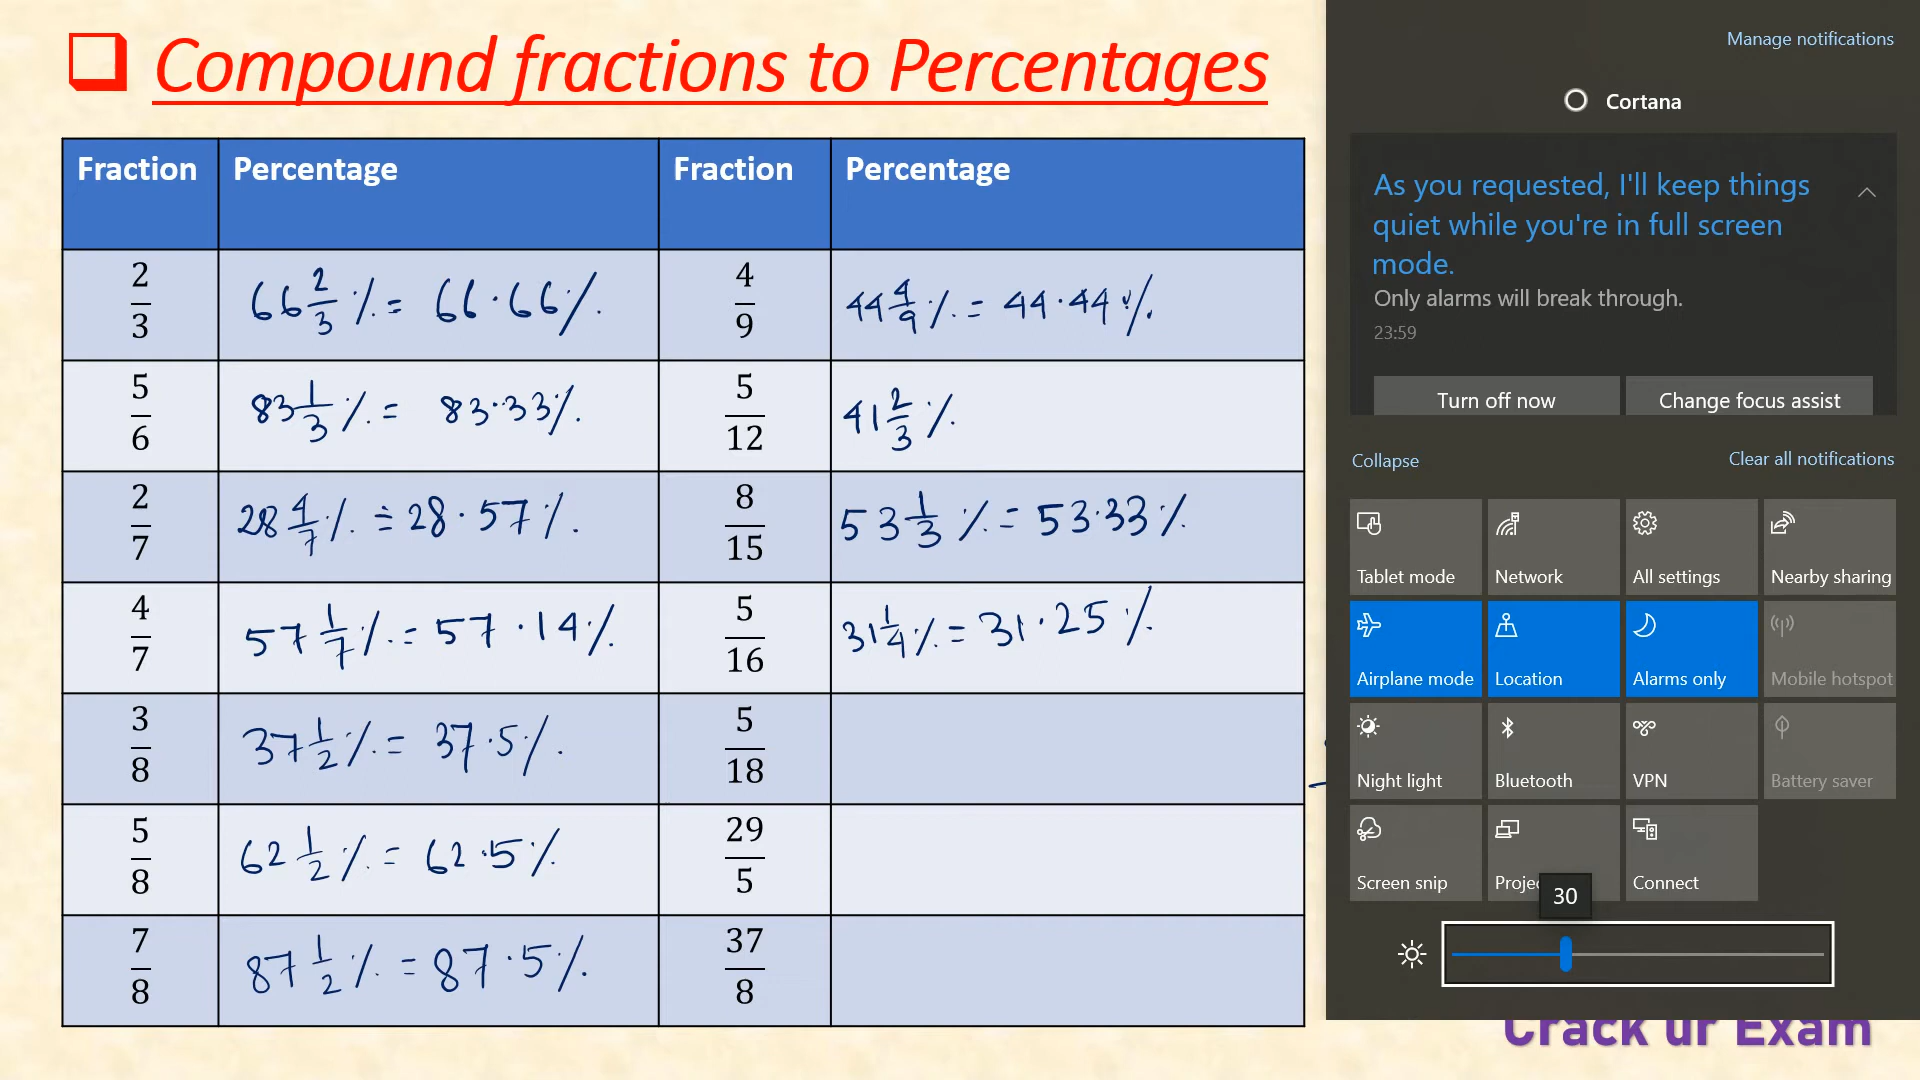 Compound fractions to Percentages
Fraction Percentage Fraction Percentage
2/3 66 2/3 % = 66.66% 4/9 44 4/9 % = 44.44%
5/6 83 1/3 % = 83.33% 5/12 41 2/3 %
2/7 28 4/7 % = 28.57% 8/15 53 1/3 % = 53.33%
4/7 57 1/7 % = 57.14% 5/16 31 1/4 % = 31.25%
3/8 37 1/2 % = 37.5% 5/18
5/8 62 1/2 % = 62.5% 29/5
7/8 87 1/2 % = 87.5% 37/8
Manage notifications
Cortana
As you requested, I'll keep things
quiet while you're in full screen
mode.
Only alarms will break through.
23:59
Turn off now Change focus assist
Collapse Clear all notifications
Tablet mode Network All settings Nearby sharing
Airplane mode Location Alarms only Mobile hotspot
Night light Bluetooth VPN Battery saver
Screen snip Projec Connect
30
Crack ur Exam